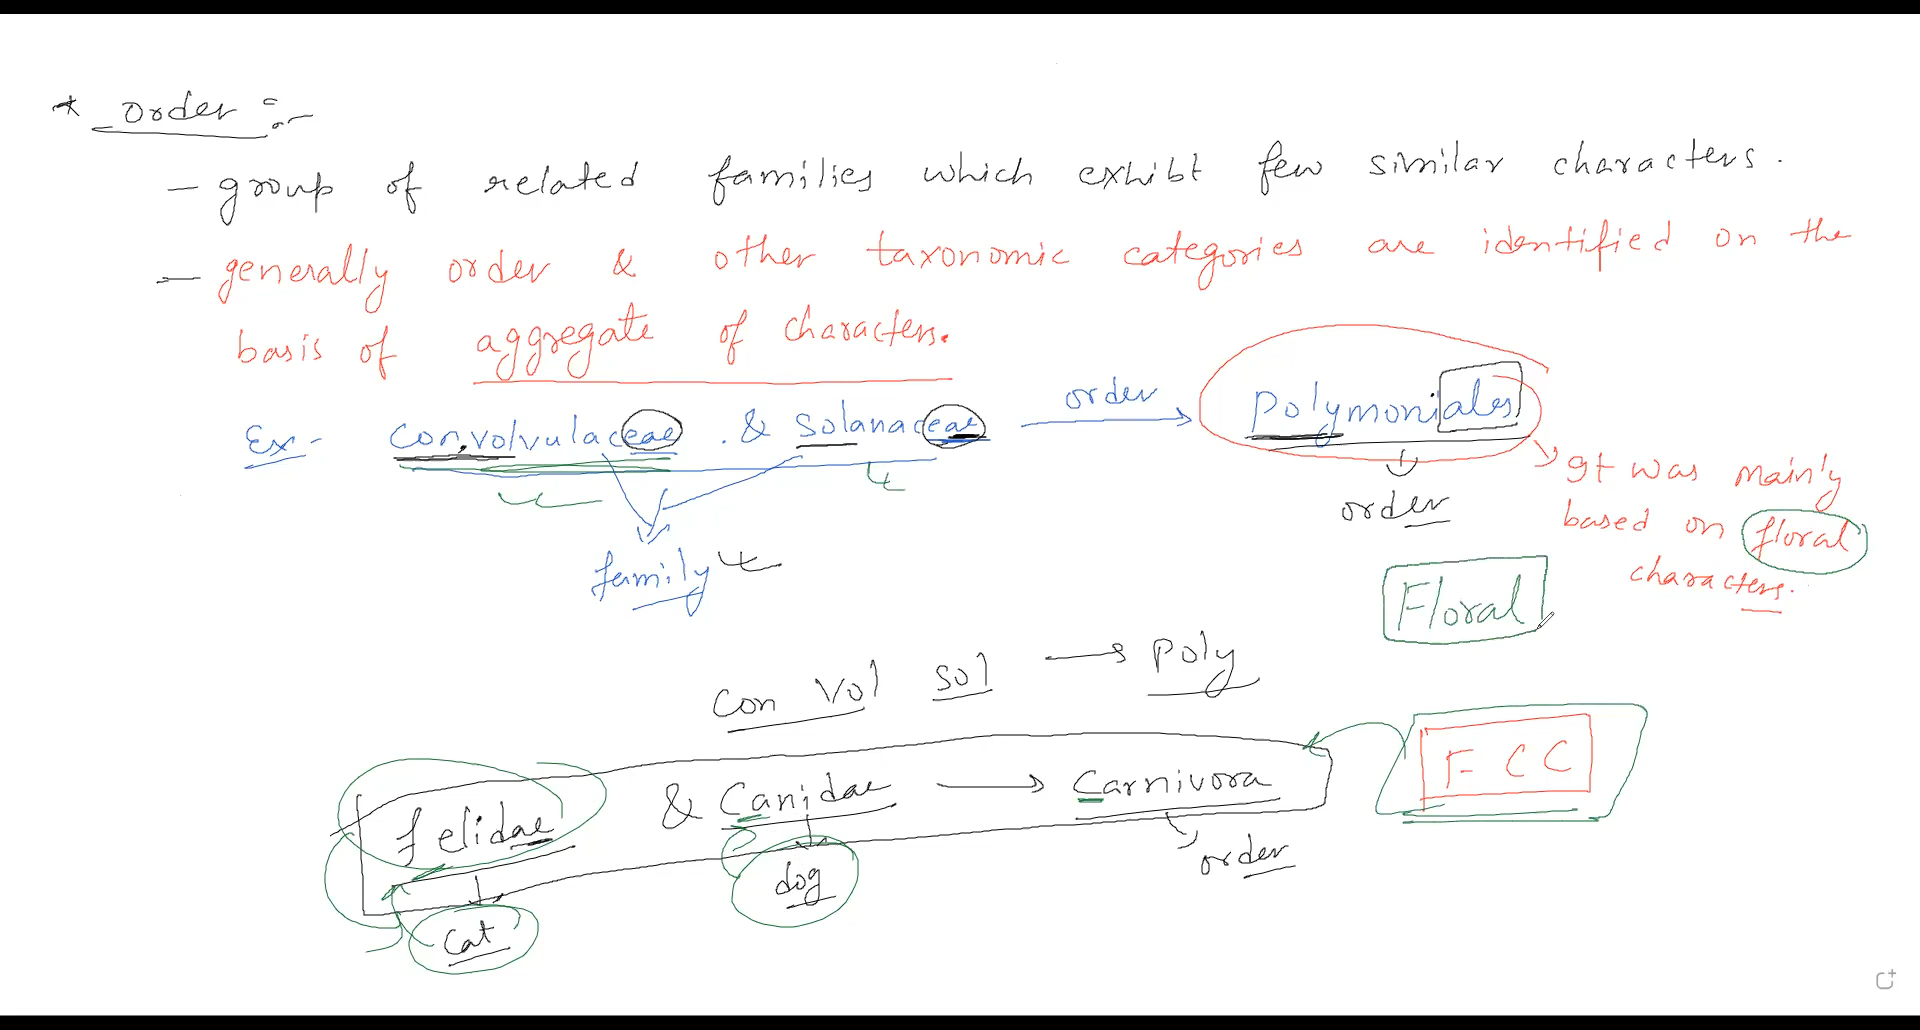 * order :-
- group of related families which exhibt few similar characters.
- generally order & other taxonomic categories are identified on the
basis of aggregate of characters.
Ex - Convolvulaceae . & Solanaceae order Polymoniales
family
order
It was mainly
based on floral
characters.
Floral
Con Vol Sol → Poly
felidae & Canidae → Carnivora
FCC
cat
dog
order